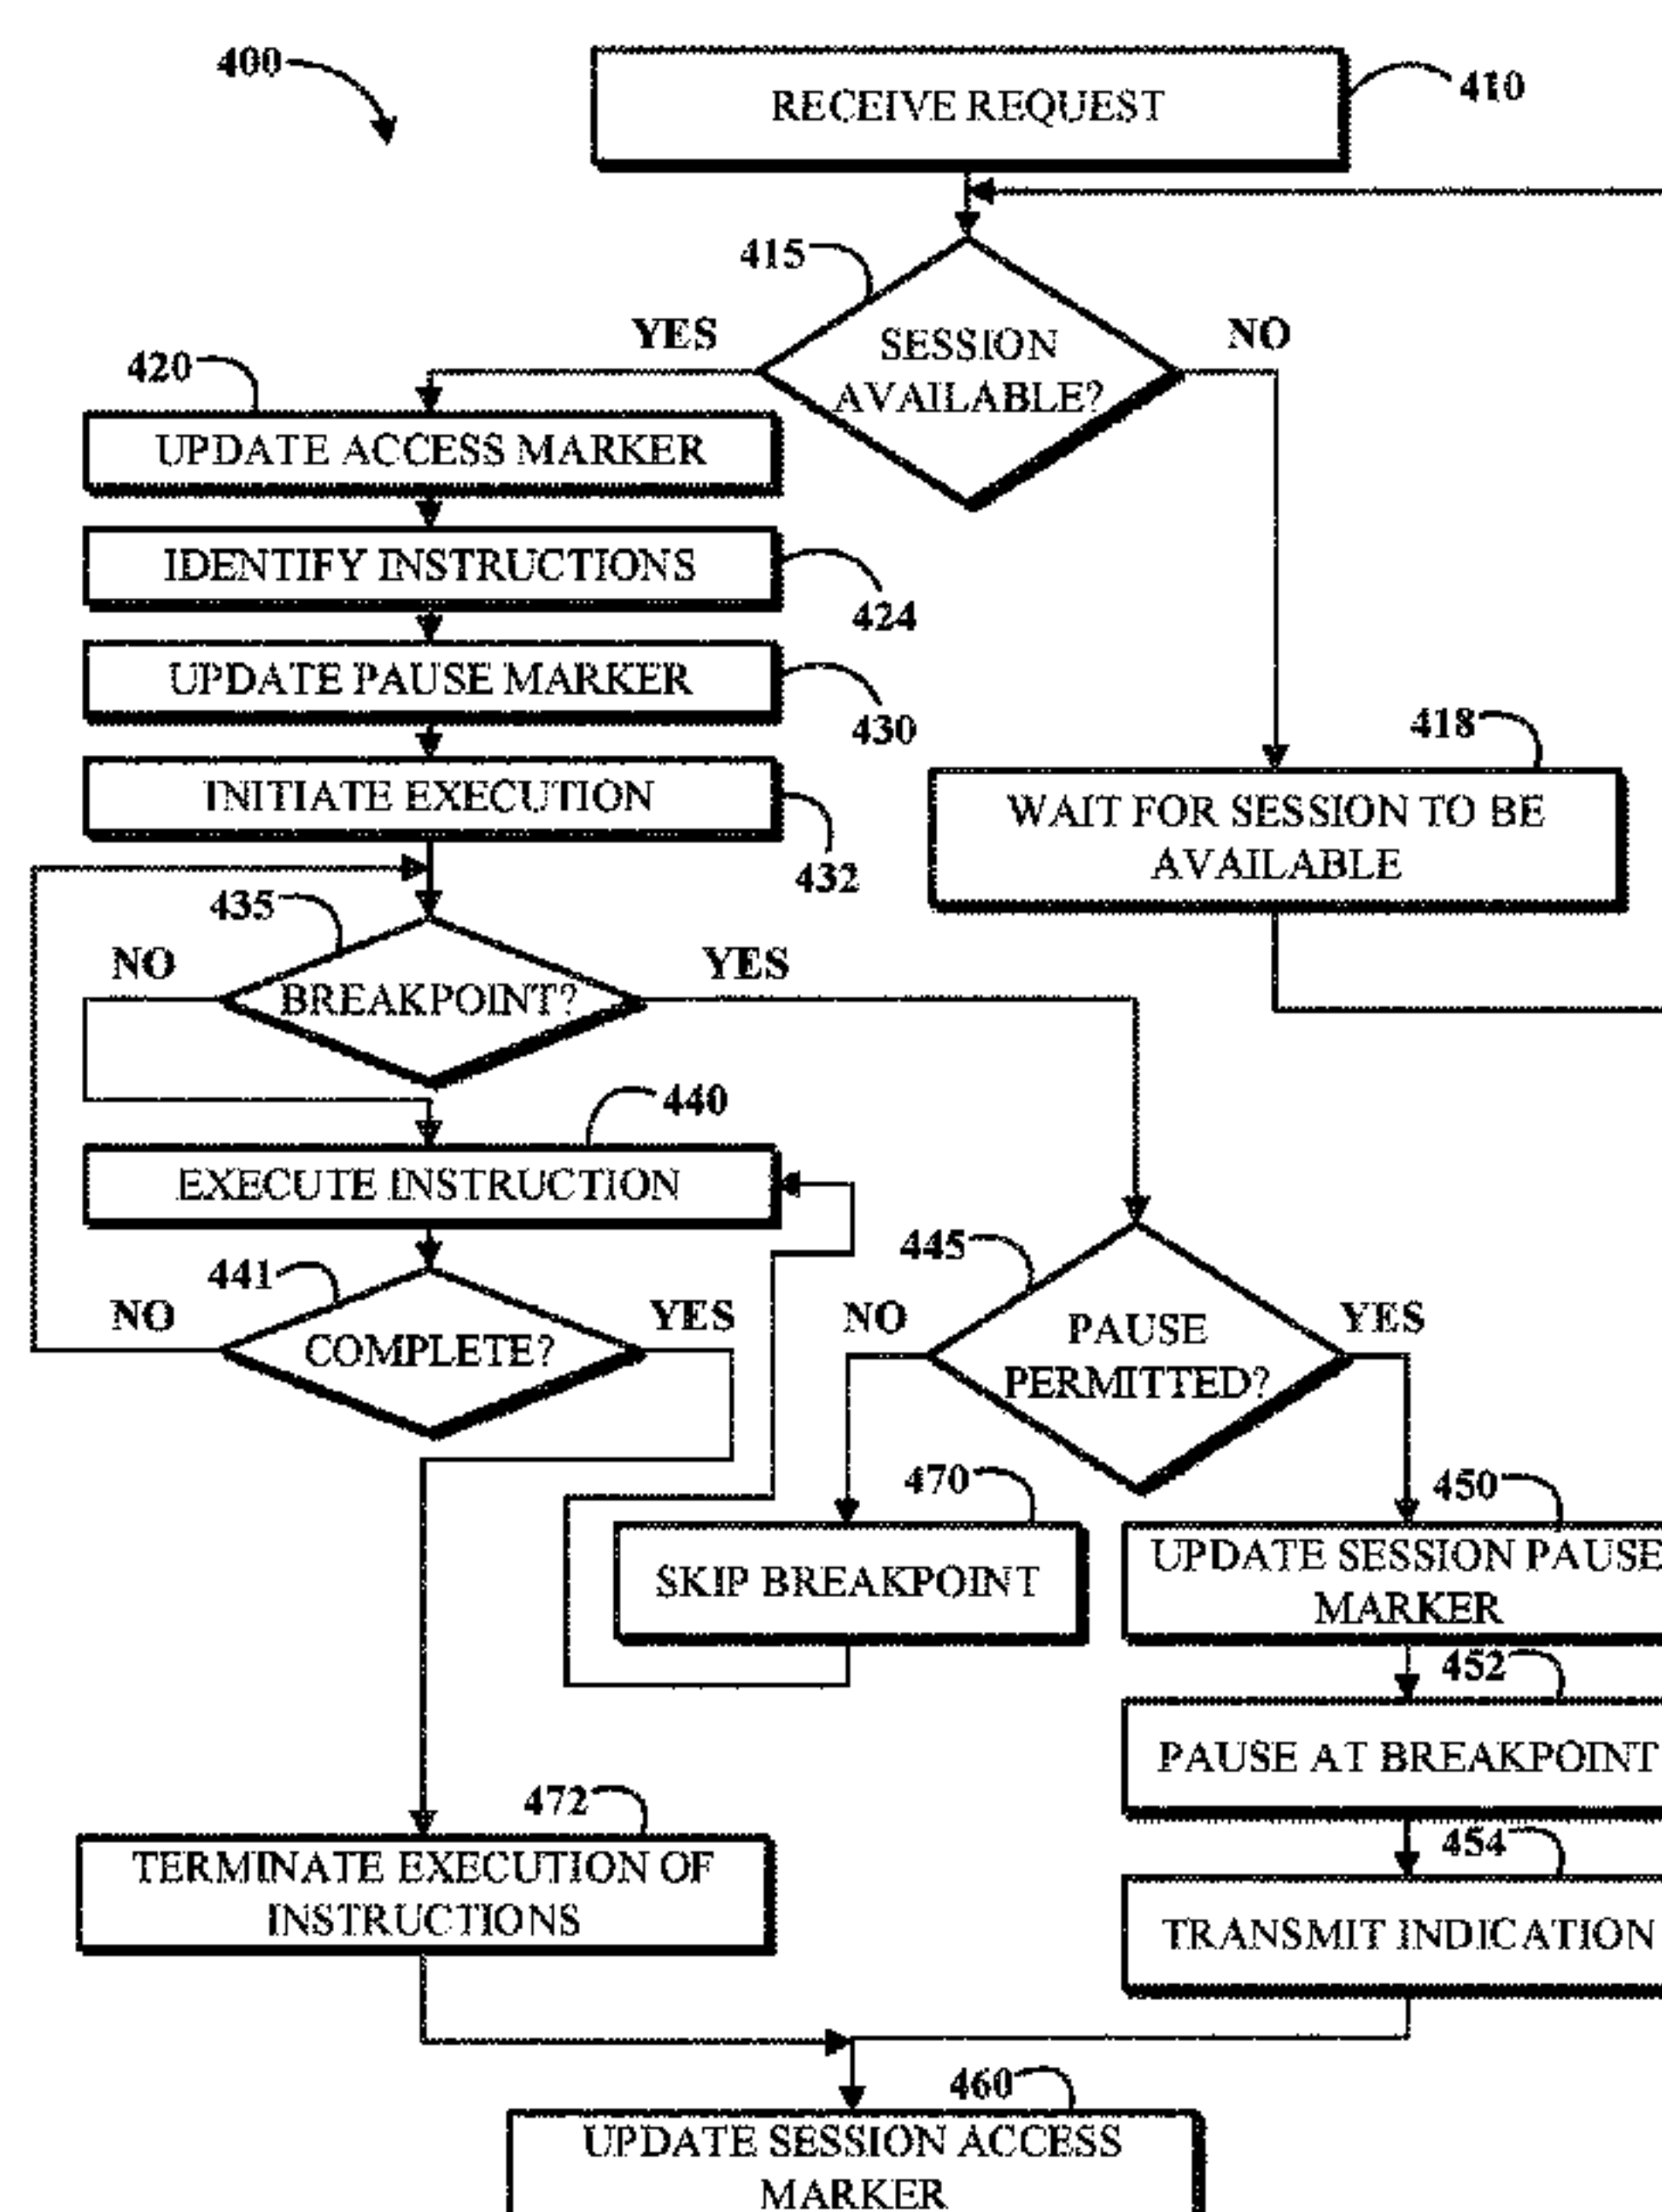 400
RECEIVE REQUEST
410
415
YES
NO
SESSION
AVAILABLE?
420
UPDATE ACCESS MARKER
IDENTIFY INSTRUCTIONS
424
UPDATE PAUSE MARKER
430
INITIATE EXECUTION
432
418
WAIT FOR SESSION TO BE
AVAILABLE
435
NO
YES
BREAKPOINT?
440
EXECUTE INSTRUCTION
441
NO
YES
COMPLETE?
445
NO
YES
PAUSE
PERMITTED?
470
SKIP BREAKPOINT
450
UPDATE SESSION PAUSE
MARKER
452
PAUSE AT BREAKPOINT
454
TRANSMIT INDICATION
472
TERMINATE EXECUTION OF
INSTRUCTIONS
460
UPDATE SESSION ACCESS
MARKER